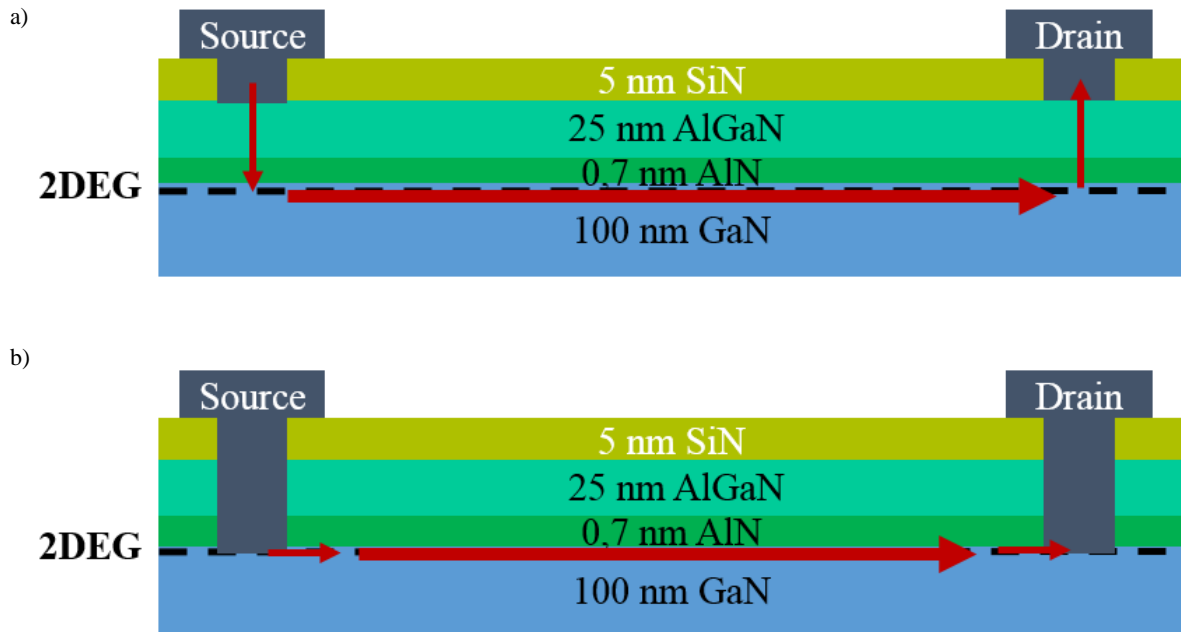 a)
Source
Drain
5 nm SiN
25 nm AlGaN
0,7 nm AlN
2DEG
100 nm GaN
b)
Source
Drain
5 nm SiN
25 nm AlGaN
0,7 nm AlN
2DEG
100 nm GaN